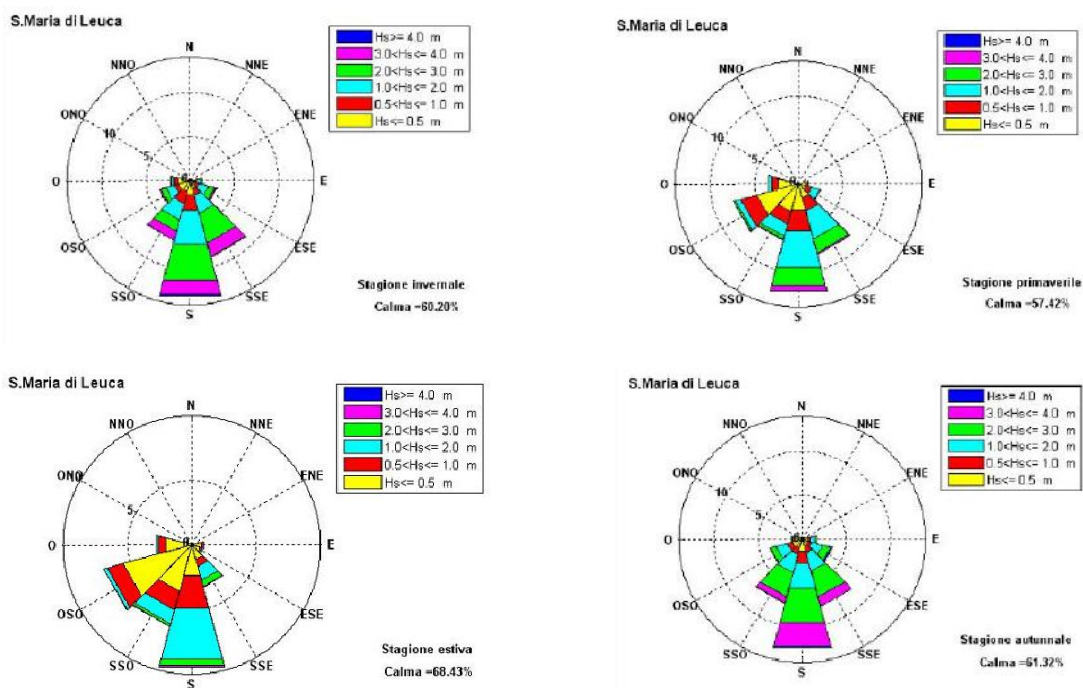 S.Maria di Leuca
Hs>= 4.0 m
3.0<Hs<= 4.0 m
2.0<Hs<= 3.0 m
1.0<Hs<= 2.0 m
0.5<Hs<= 1.0 m
Hs<= 0.5 m
N
NNO
NNE
ONO
ENE
10
5
0
O
E
OSO
ESE
SSO
SSE
S
Stagione invernale
Calma =60.20%
S.Maria di Leuca
Hs>= 4.0 m
3.0<Hs<= 4.0 m
2.0<Hs<= 3.0 m
1.0<Hs<= 2.0 m
0.5<Hs<= 1.0 m
Hs<= 0.5 m
N
NNO
NNE
ONO
ENE
10
5
0
O
E
OSO
ESE
SSO
SSE
S
Stagione primaverile
Calma =57.42%
S.Maria di Leuca
Hs>= 4.0 m
3.0<Hs<= 4.0 m
2.0<Hs<= 3.0 m
1.0<Hs<= 2.0 m
0.5<Hs<= 1.0 m
Hs<= 0.5 m
N
NNO
NNE
ONO
ENE
5
0
O
E
OSO
ESE
SSO
SSE
S
Stagione estiva
Calma =68.43%
S.Maria di Leuca
Hs>= 4.0 m
3.0<Hs<= 4.0 m
2.0<Hs<= 3.0 m
1.0<Hs<= 2.0 m
0.5<Hs<= 1.0 m
Hs<= 0.5 m
N
NNO
NNE
ONO
ENE
10
5
0
O
E
OSO
ESE
SSO
SSE
S
Stagione autunnale
Calma =61.32%